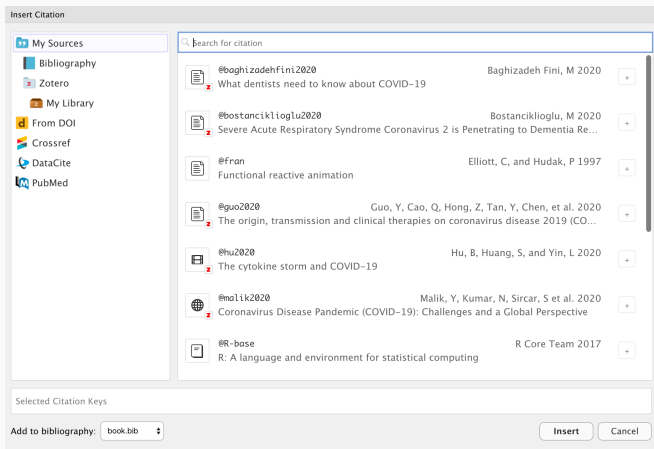 Insert Citation
My Sources
Bibliography
Zotero
My Library
From DOI
Crossref
DataCite
PubMed
Search for citation
@baghizadehfini2020 Baghizadeh Fini, M 2020
What dentists need to know about COVID-19
@bostanciklioglu2020 Bostanciklioglu, M 2020
Severe Acute Respiratory Syndrome Coronavirus 2 is Penetrating to Dementia Re...
@fran Elliott, C, and Hudak, P 1997
Functional reactive animation
@guo2020 Guo, Y, Cao, Q, Hong, Z, Tan, Y, Chen, et al. 2020
The origin, transmission and clinical therapies on coronavirus disease 2019 (CO...
@hu2020 Hu, B, Huang, S, and Yin, L 2020
The cytokine storm and COVID-19
@malik2020 Malik, Y, Kumar, N, Sircar, S et al. 2020
Coronavirus Disease Pandemic (COVID-19): Challenges and a Global Perspective
@R-base R Core Team 2017
R: A language and environment for statistical computing
Selected Citation Keys
Add to bibliography: book.bib Insert Cancel